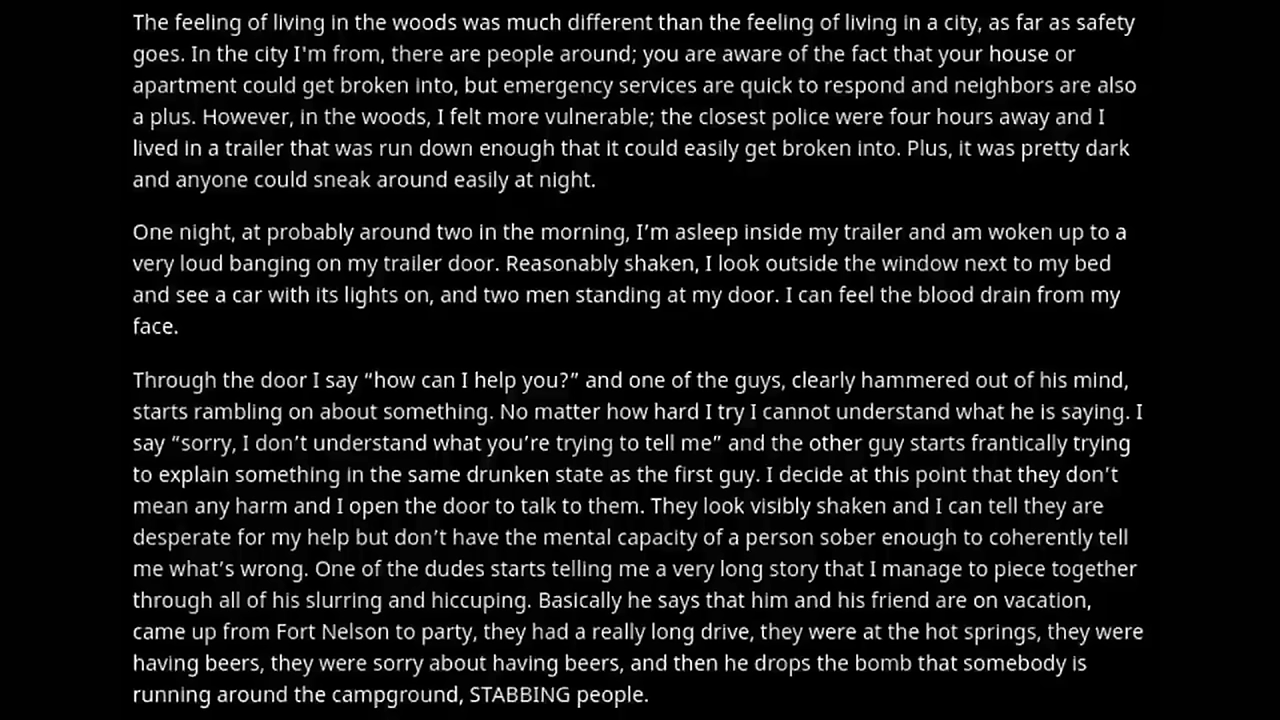 The feeling of living in the woods was much different than the feeling of living in a city, as far as safety
goes. In the city I'm from, there are people around; you are aware of the fact that your house or
apartment could get broken into, but emergency services are quick to respond and neighbors are also
a plus. However, in the woods, I felt more vulnerable; the closest police were four hours away and I
lived in a trailer that was run down enough that it could easily get broken into. Plus, it was pretty dark
and anyone could sneak around easily at night.
One night, at probably around two in the morning, I’m asleep inside my trailer and am woken up to a
very loud banging on my trailer door. Reasonably shaken, I look outside the window next to my bed
and see a car with its lights on, and two men standing at my door. I can feel the blood drain from my
face.
Through the door I say “how can I help you?” and one of the guys, clearly hammered out of his mind,
starts rambling on about something. No matter how hard I try I cannot understand what he is saying. I
say “sorry, I don’t understand what you’re trying to tell me” and the other guy starts frantically trying
to explain something in the same drunken state as the first guy. I decide at this point that they don’t
mean any harm and I open the door to talk to them. They look visibly shaken and I can tell they are
desperate for my help but don’t have the mental capacity of a person sober enough to coherently tell
me what’s wrong. One of the dudes starts telling me a very long story that I manage to piece together
through all of his slurring and hiccuping. Basically he says that him and his friend are on vacation,
came up from Fort Nelson to party, they had a really long drive, they were at the hot springs, they were
having beers, they were sorry about having beers, and then he drops the bomb that somebody is
running around the campground, STABBING people.